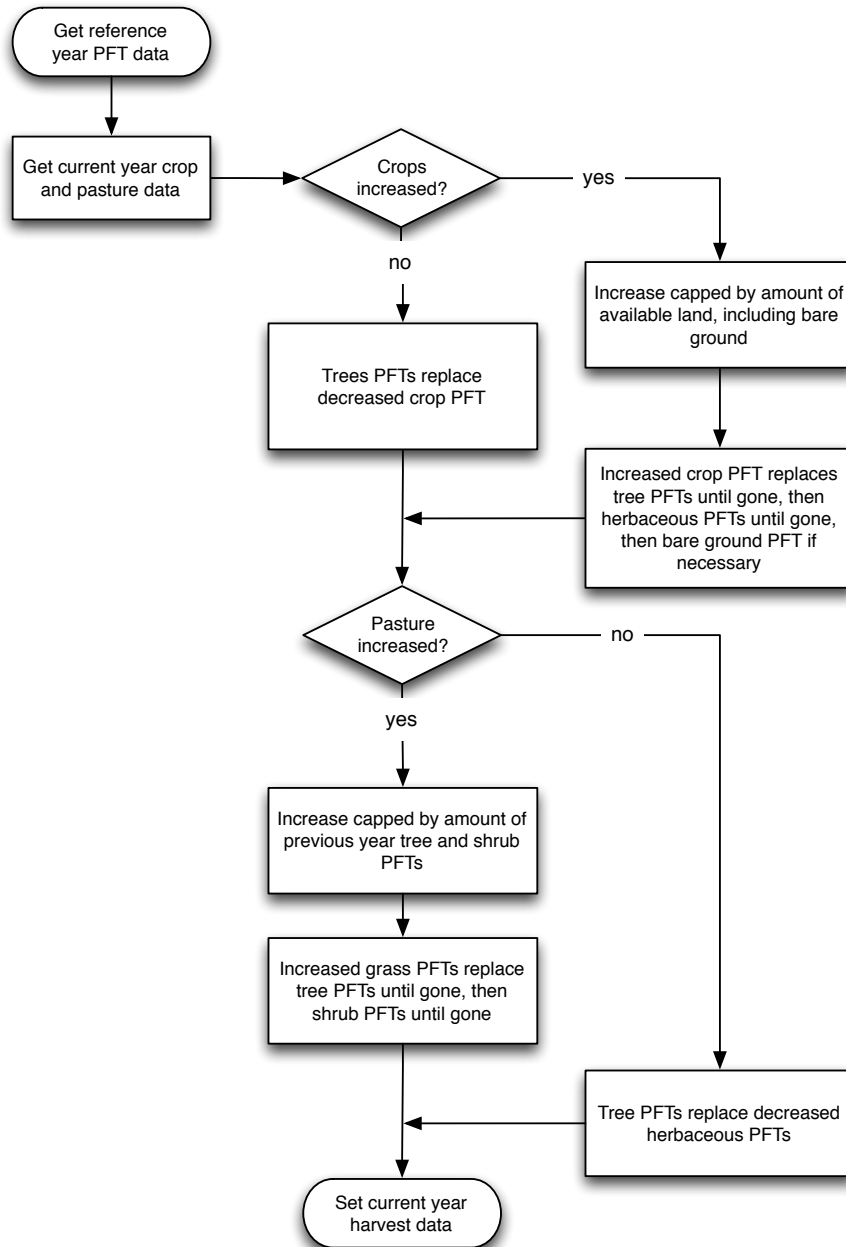 Get reference
year PFT data
Get current year crop
and pasture data
Crops
increased?
yes
no
Increase capped by amount of
available land, including bare
ground
Trees PFTs replace
decreased crop PFT
Increased crop PFT replaces
tree PFTs until gone, then
herbaceous PFTs until gone,
then bare ground PFT if
necessary
Pasture
increased?
no
yes
Increase capped by amount of
previous year tree and shrub
PFTs
Increased grass PFTs replace
tree PFTs until gone, then
shrub PFTs until gone
Tree PFTs replace decreased
herbaceous PFTs
Set current year
harvest data